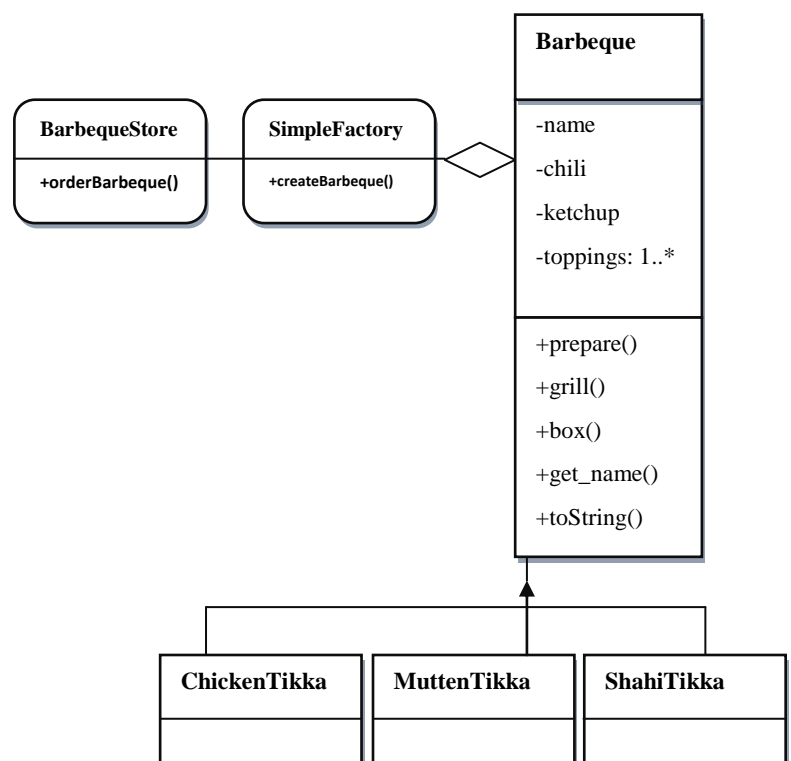 Barbeque
-name
-chili
-ketchup
-toppings: 1..*
+prepare()
+grill()
+box()
+get_name()
+toString()
BarbequeStore
+orderBarbeque()
SimpleFactory
+createBarbeque()
ChickenTikka
MuttenTikka
ShahiTikka